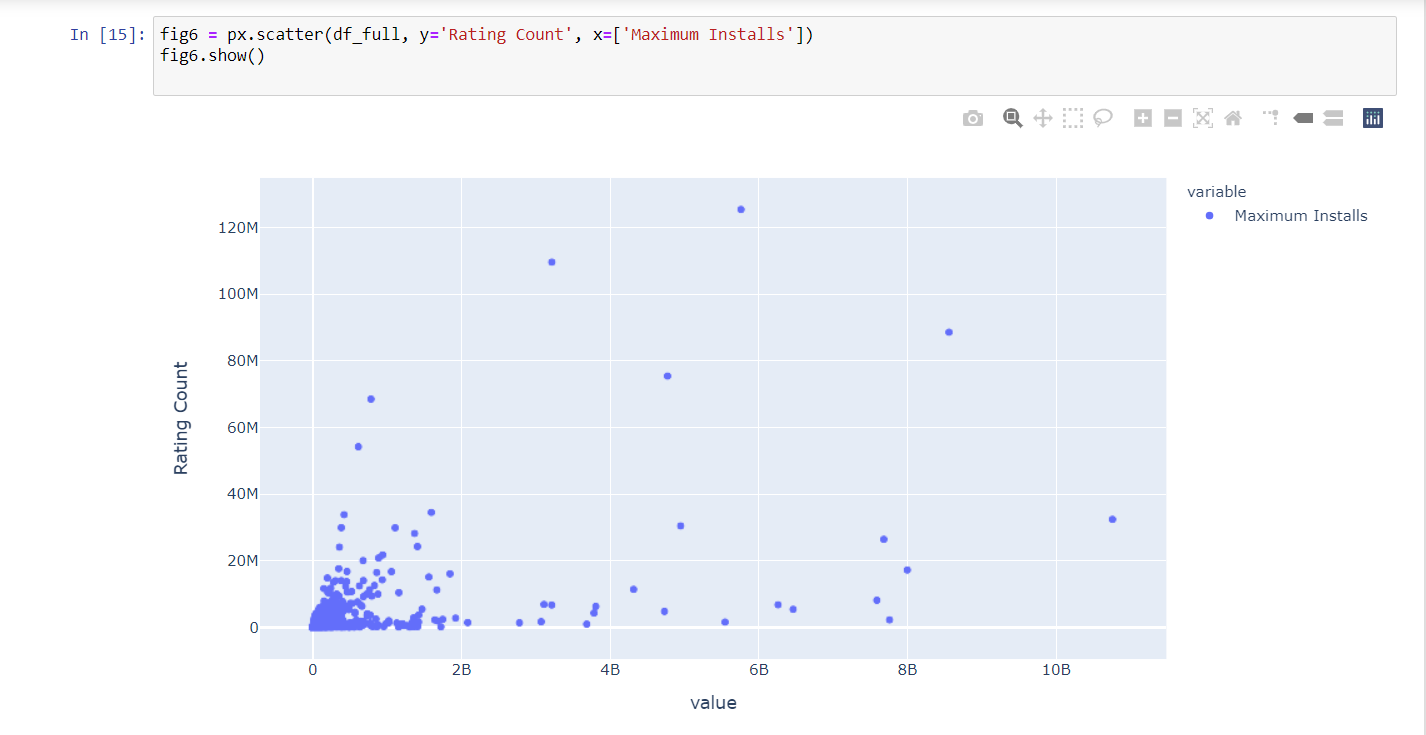 In [15]: fig6 = px.scatter(df_full, y='Rating Count', x=['Maximum Installs'])
fig6.show()
variable
Maximum Installs
120M
100M
80M
60M
40M
20M
0
Rating Count
0 2B 4B 6B 8B 10B
value